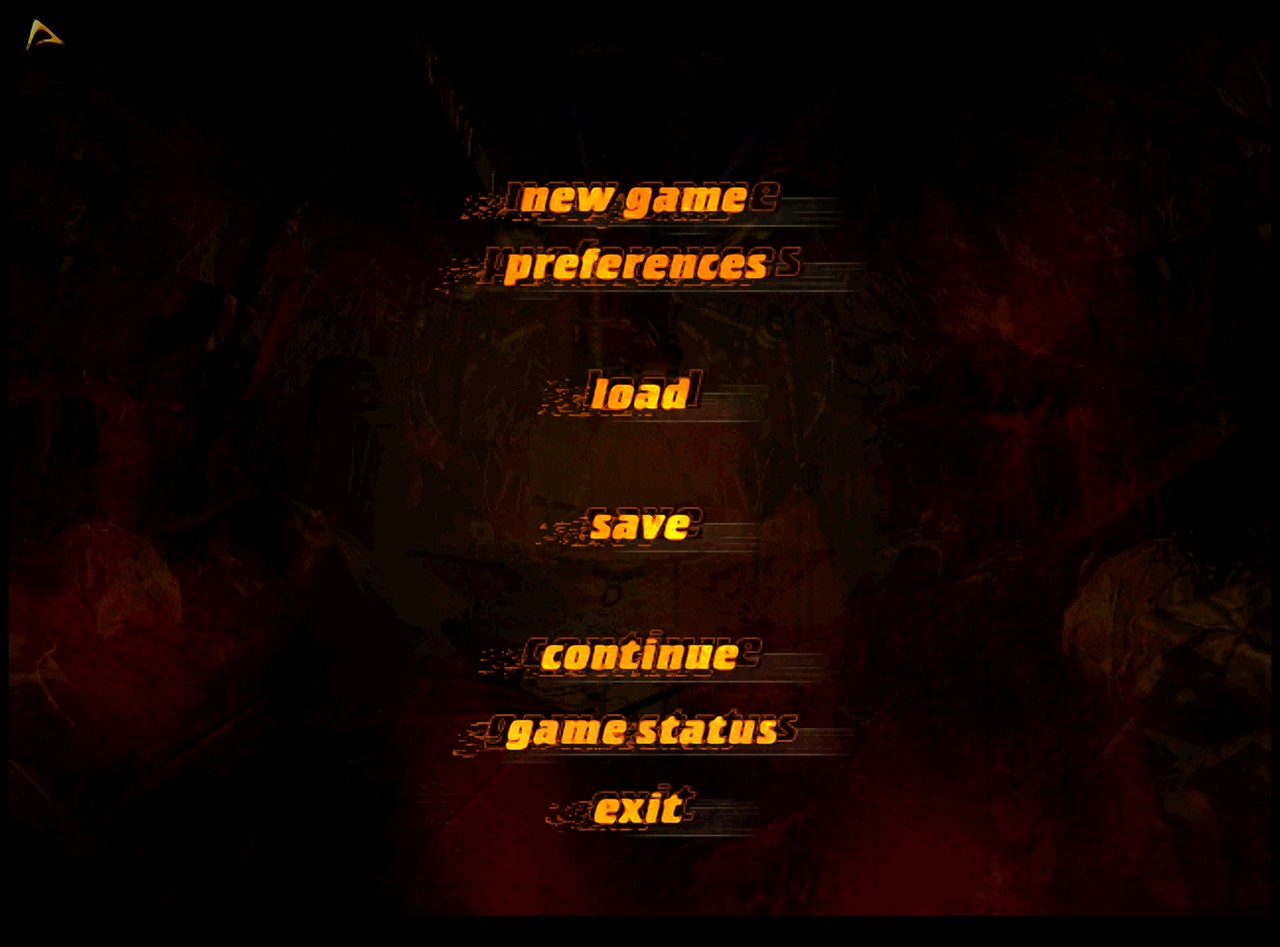 new game
preferences
load
save
continue
game status
exit